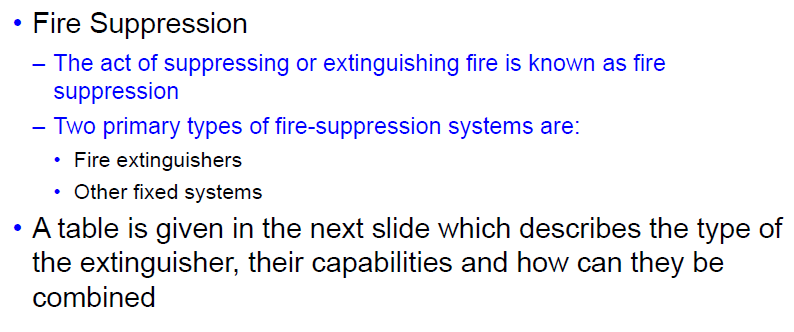 • Fire Suppression
– The act of suppressing or extinguishing fire is known as fire
suppression
– Two primary types of fire-suppression systems are:
• Fire extinguishers
• Other fixed systems
• A table is given in the next slide which describes the type of
the extinguisher, their capabilities and how can they be
combined